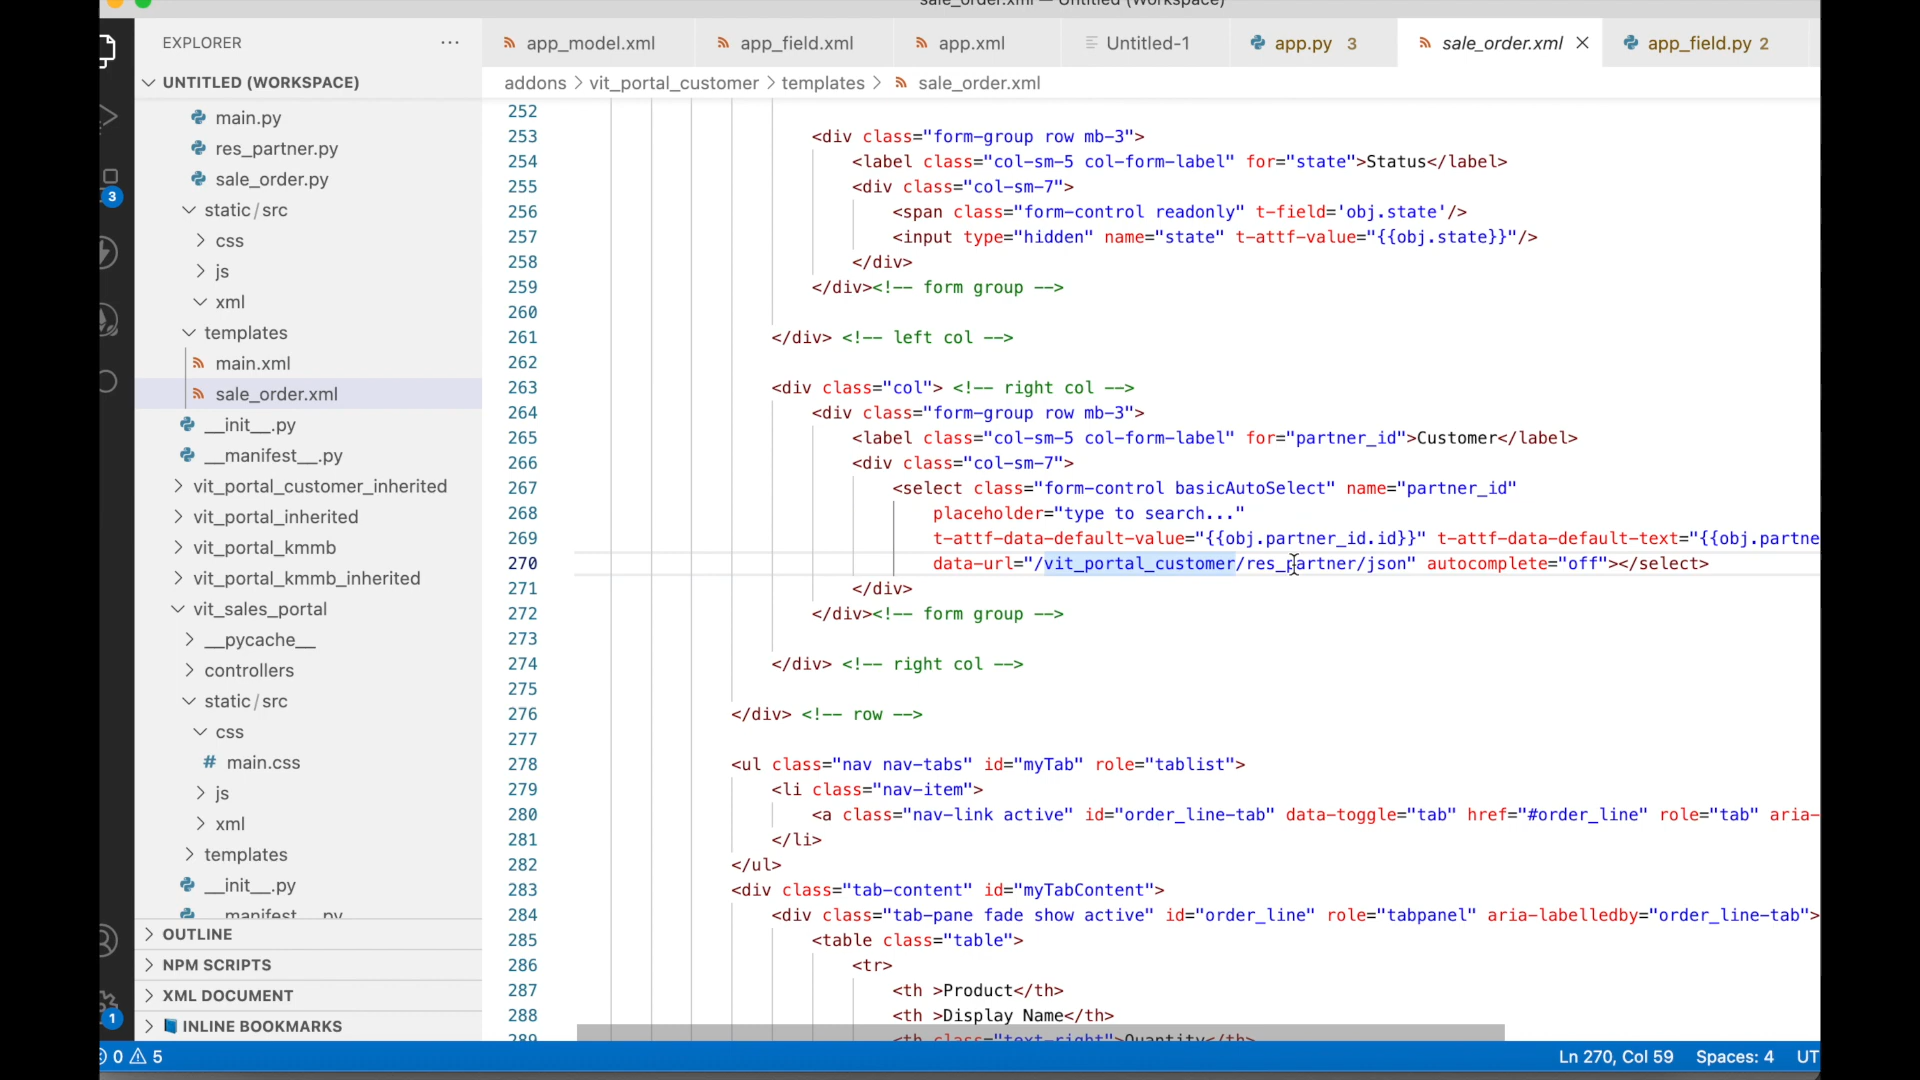 sale_order.xml — Untitled (Workspace)
EXPLORER
···
UNTITLED (WORKSPACE)
main.py
res_partner.py
sale_order.py
static/src
css
js
xml
templates
main.xml
sale_order.xml
__init__.py
__manifest__.py
vit_portal_customer_inherited
vit_portal_inherited
vit_portal_kmmb
vit_portal_kmmb_inherited
vit_sales_portal
__pycache__
controllers
static/src
css
# main.css
js
xml
templates
__init__.py
__manifest__.py
OUTLINE
NPM SCRIPTS
XML DOCUMENT
INLINE BOOKMARKS
3
1
app_model.xml
app_field.xml
app.xml
Untitled-1
app.py 3
sale_order.xml
app_field.py 2
addons > vit_portal_customer > templates > sale_order.xml
252
253 <div class="form-group row mb-3">
254 <label class="col-sm-5 col-form-label" for="state">Status</label>
255 <div class="col-sm-7">
256 <span class="form-control readonly" t-field='obj.state'/>
257 <input type="hidden" name="state" t-attf-value="{{obj.state}}"/>
258 </div>
259 </div><!-- form group -->
260
261 </div> <!-- left col -->
262
263 <div class="col"> <!-- right col -->
264 <div class="form-group row mb-3">
265 <label class="col-sm-5 col-form-label" for="partner_id">Customer</label>
266 <div class="col-sm-7">
267 <select class="form-control basicAutoSelect" name="partner_id"
268 placeholder="type to search..."
269 t-attf-data-default-value="{{obj.partner_id.id}}" t-attf-data-default-text="{{obj.partne
270 data-url="/vit_portal_customer/res_partner/json" autocomplete="off"></select>
271 </div>
272 </div><!-- form group -->
273
274 </div> <!-- right col -->
275
276 </div> <!-- row -->
277
278 <ul class="nav nav-tabs" id="myTab" role="tablist">
279 <li class="nav-item">
280 <a class="nav-link active" id="order_line-tab" data-toggle="tab" href="#order_line" role="tab" aria-
281 </li>
282 </ul>
283 <div class="tab-content" id="myTabContent">
284 <div class="tab-pane fade show active" id="order_line" role="tabpanel" aria-labelledby="order_line-tab">
285 <table class="table">
286 <tr>
287 <th >Product</th>
288 <th >Display Name</th>
289 <th class="text-right">Quantity</th>
0 5
Ln 270, Col 59 Spaces: 4 UT